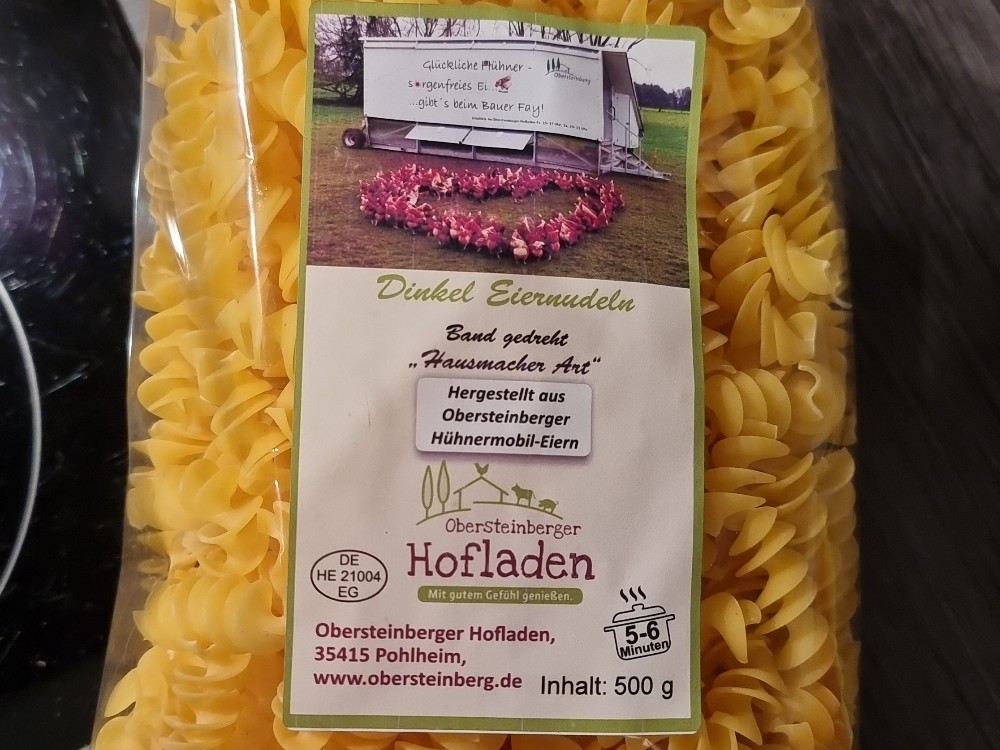 Glückliche Hühner -
sorgenfreies Ei...
...gibt´s beim Bauer Fay!
Obersteinberg
Dinkel Eiernudeln
Band gedreht
„Hausmacher Art“
Hergestellt aus
Obersteinberger
Hühnermobil-Eiern
Obersteinberger
Hofladen
Mit gutem Gefühl genießen.
DE
HE 21004
EG
5-6
Minuten
Obersteinberger Hofladen,
35415 Pohlheim,
www.obersteinberg.de
Inhalt: 500 g